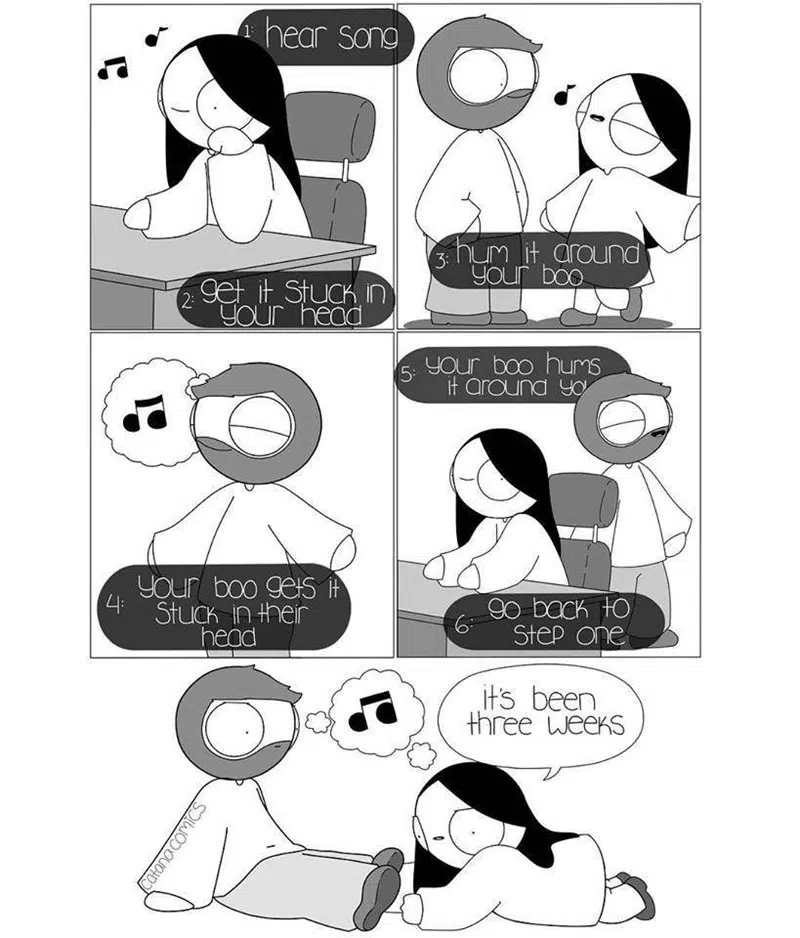 1: hear song
2: get it stuck in
your head
3: hum it around
your boo
4: your boo gets it
stuck in their
head
5: your boo hums
it around you
6: go back to
step one
it's been
three weeks
catanacomics